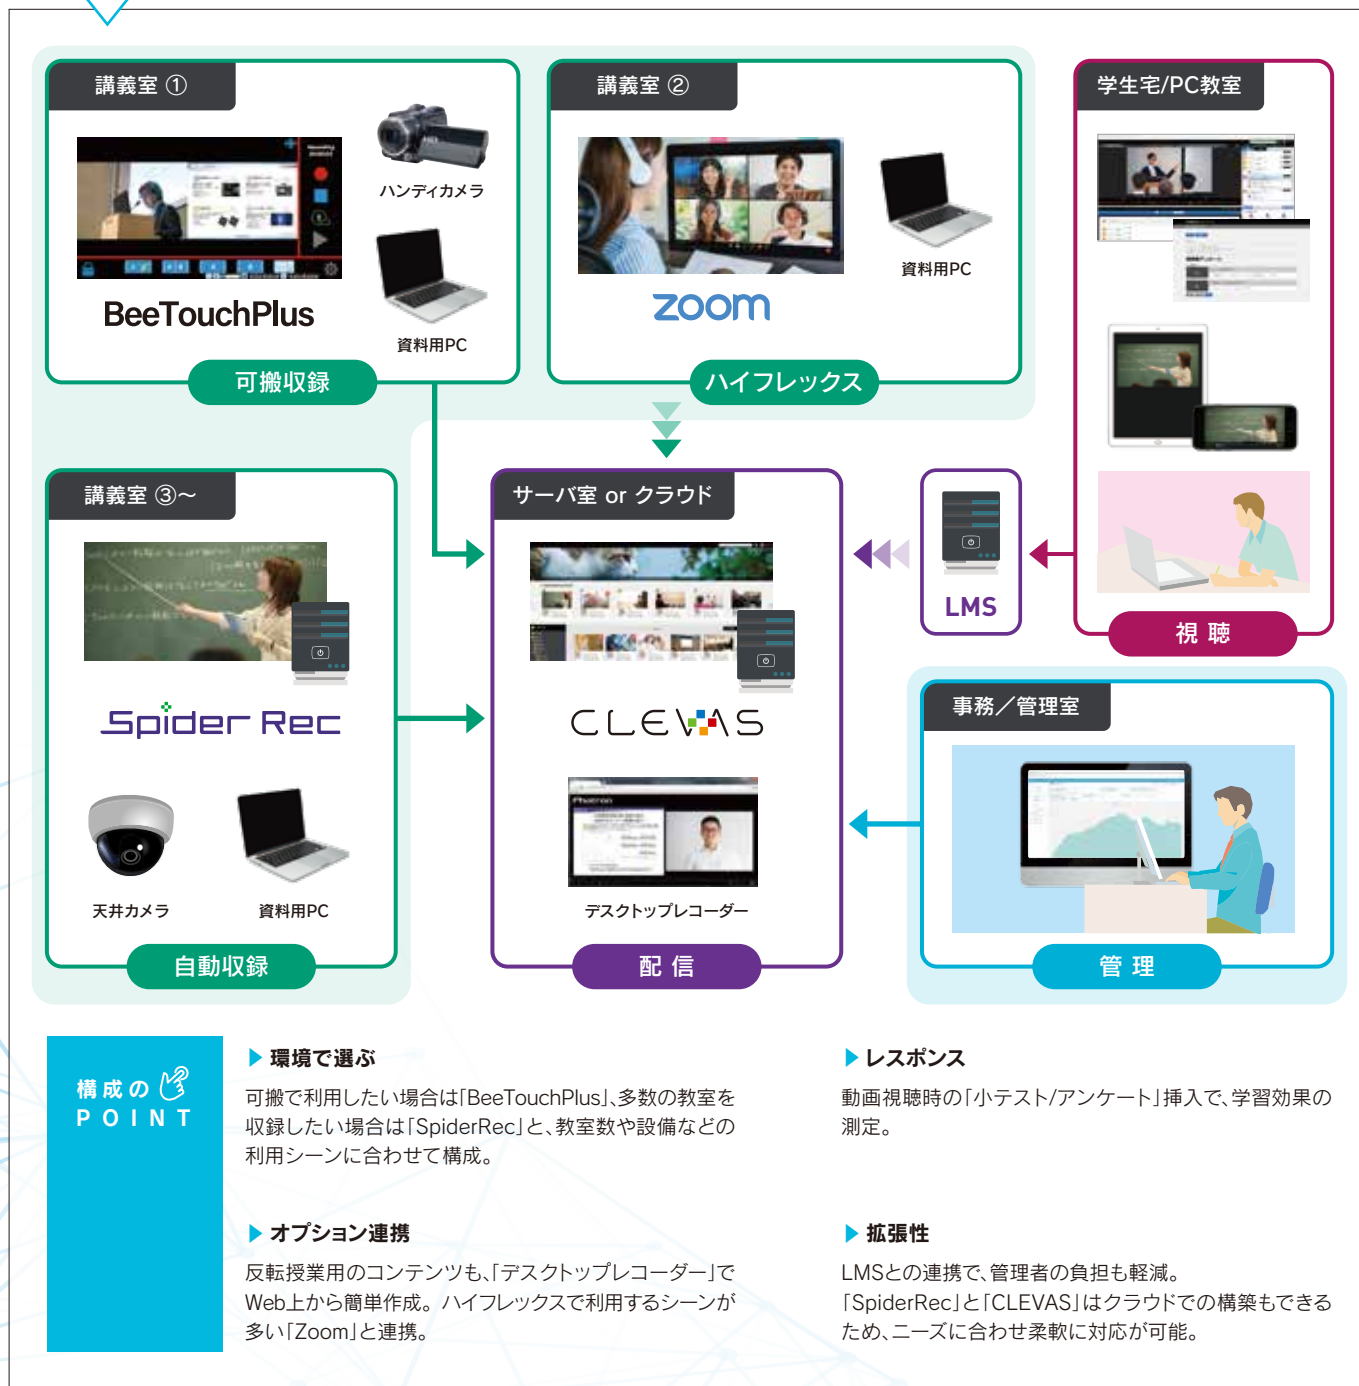 講義室 ①
ハンディカメラ
資料用PC
BeeTouchPlus
可搬収録
講義室 ②
資料用PC
zoom
ハイフレックス
学生宅/PC教室
視 聴
講義室 ③～
Spider Rec
天井カメラ
資料用PC
自動収録
サーバ室 or クラウド
CLEVAS
Photron
デスクトップレコーダー
配 信
LMS
事務／管理室
管 理
構成の
POINT
環境で選ぶ
可搬で利用したい場合は「BeeTouchPlus」、多数の教室を
収録したい場合は「SpiderRec」と、教室数や設備などの
利用シーンに合わせて構成。
オプション連携
反転授業用のコンテンツも、「デスクトップレコーダー」で
Web上から簡単作成。ハイフレックスで利用するシーンが
多い「Zoom」と連携。
レスポンス
動画視聴時の「小テスト/アンケート」挿入で、学習効果の
測定。
拡張性
LMSとの連携で、管理者の負担も軽減。
「SpiderRec」と「CLEVAS」はクラウドでの構築もできる
ため、ニーズに合わせ柔軟に対応が可能。